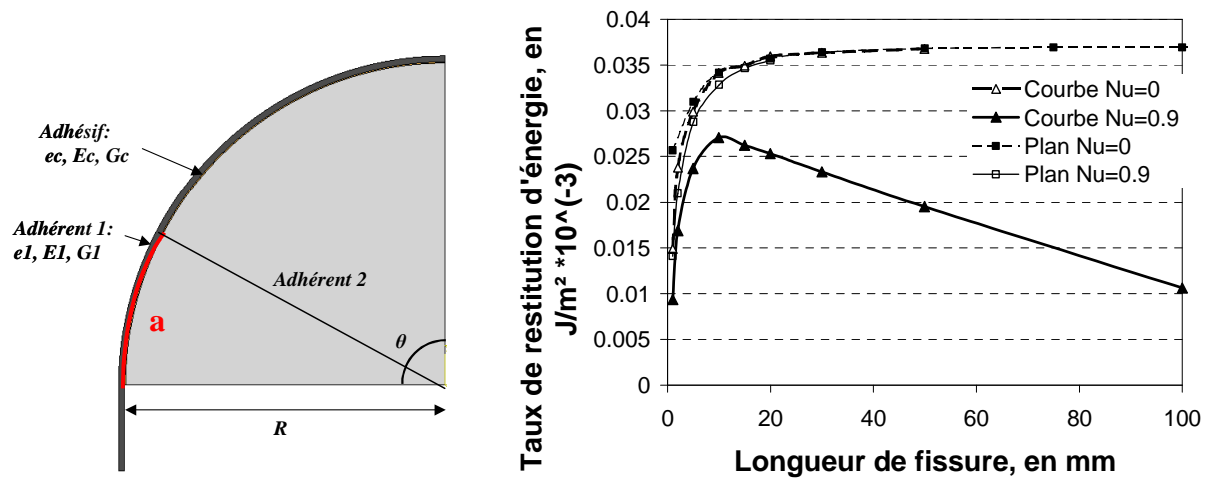 Adhésif:
ec, Ec, Gc
Adhérent 1:
e1, E1, G1
Adhérent 2
a
θ
R
Taux de restitution d'énergie, en
J/m² *10^(-3)
0.04
0.035
0.03
0.025
0.02
0.015
0.01
0.005
0
0 20 40 60 80 100
Longueur de fissure, en mm
Courbe Nu=0
Courbe Nu=0.9
Plan Nu=0
Plan Nu=0.9